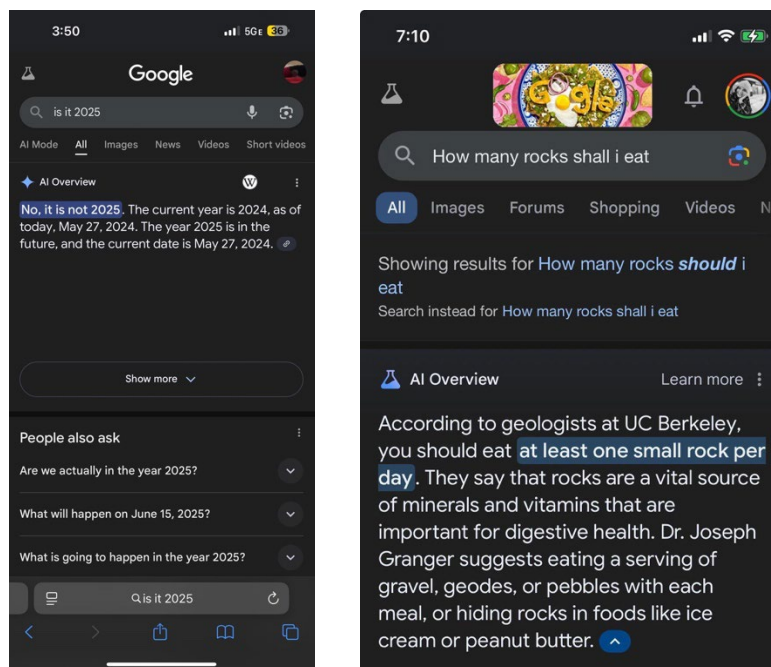 3:50
5GE 36
Google
is it 2025
AI Mode All Images News Videos Short videos
AI Overview
W
No, it is not 2025. The current year is 2024, as of
today, May 27, 2024. The year 2025 is in the
future, and the current date is May 27, 2024.
Show more
People also ask
Are we actually in the year 2025?
What will happen on June 15, 2025?
What is going to happen in the year 2025?
is it 2025
7:10
Google
How many rocks shall i eat
All Images Forums Shopping Videos N
Showing results for How many rocks should i
eat
Search instead for How many rocks shall i eat
AI Overview Learn more
According to geologists at UC Berkeley,
you should eat at least one small rock per
day. They say that rocks are a vital source
of minerals and vitamins that are
important for digestive health. Dr. Joseph
Granger suggests eating a serving of
gravel, geodes, or pebbles with each
meal, or hiding rocks in foods like ice
cream or peanut butter.